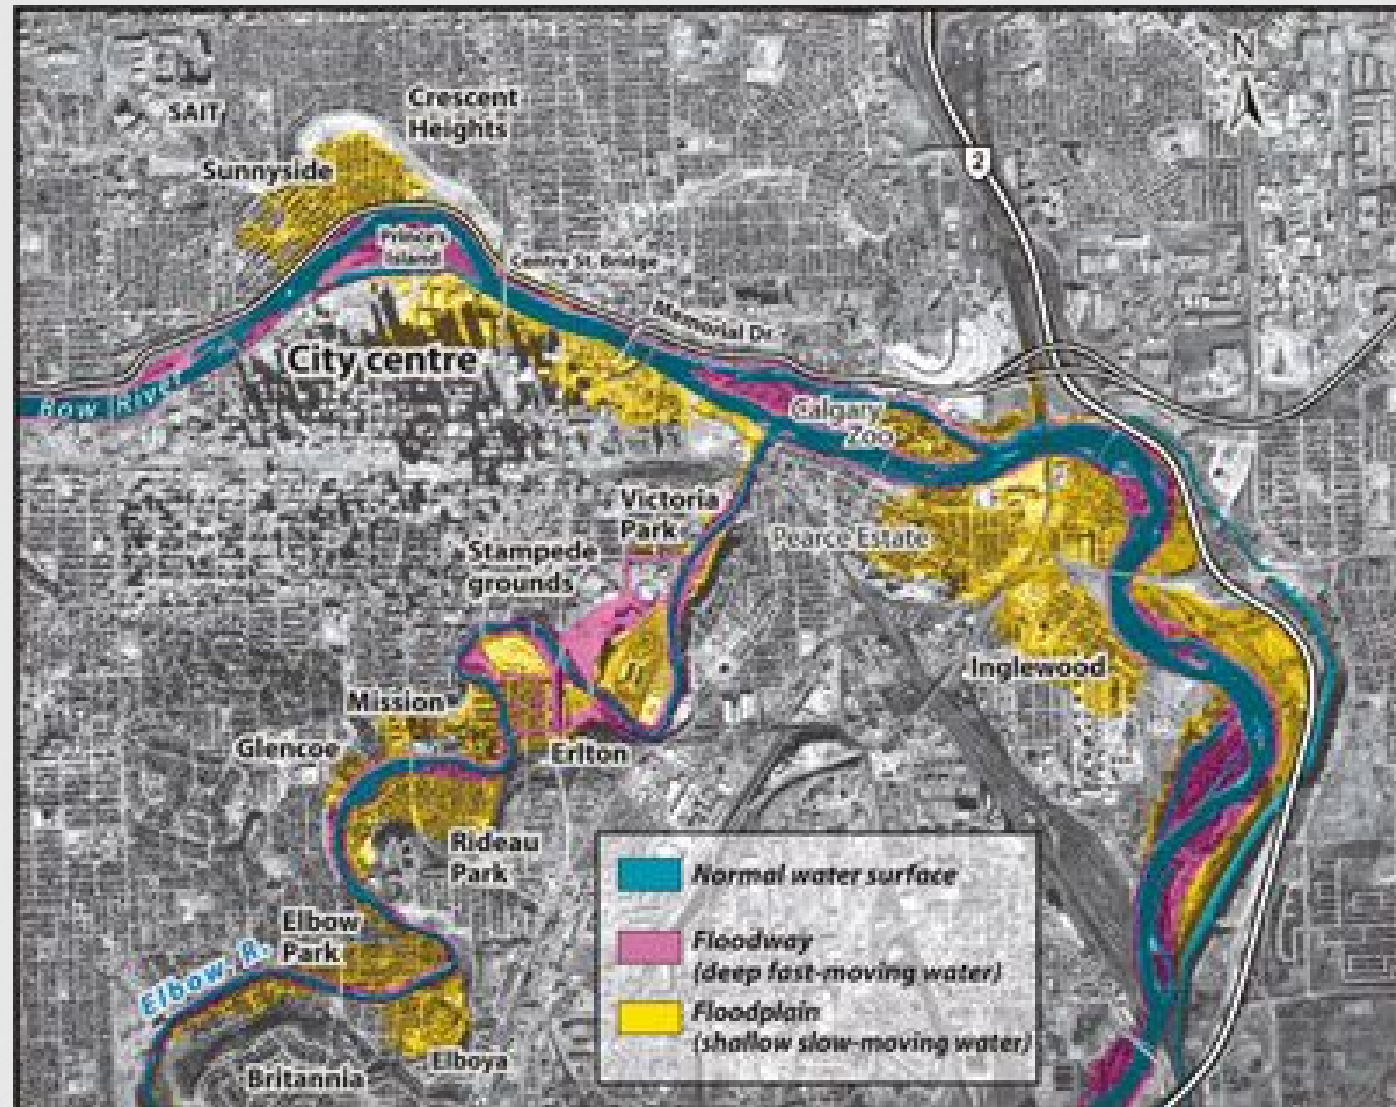 N
SAIT
Crescent
Heights
Sunnyside
2
Prince's
Island
Centre St. Bridge
Memorial Dr.
City centre
Bow River
Calgary
Zoo
Victoria
Park
Pearce Estate
Stampede
grounds
Inglewood
Mission
Glencoe
Erlton
Rideau
Park
Elbow
Park
Elbow R.
Elboya
Britannia
Normal water surface
Floodway
(deep fast-moving water)
Floodplain
(shallow slow-moving water)